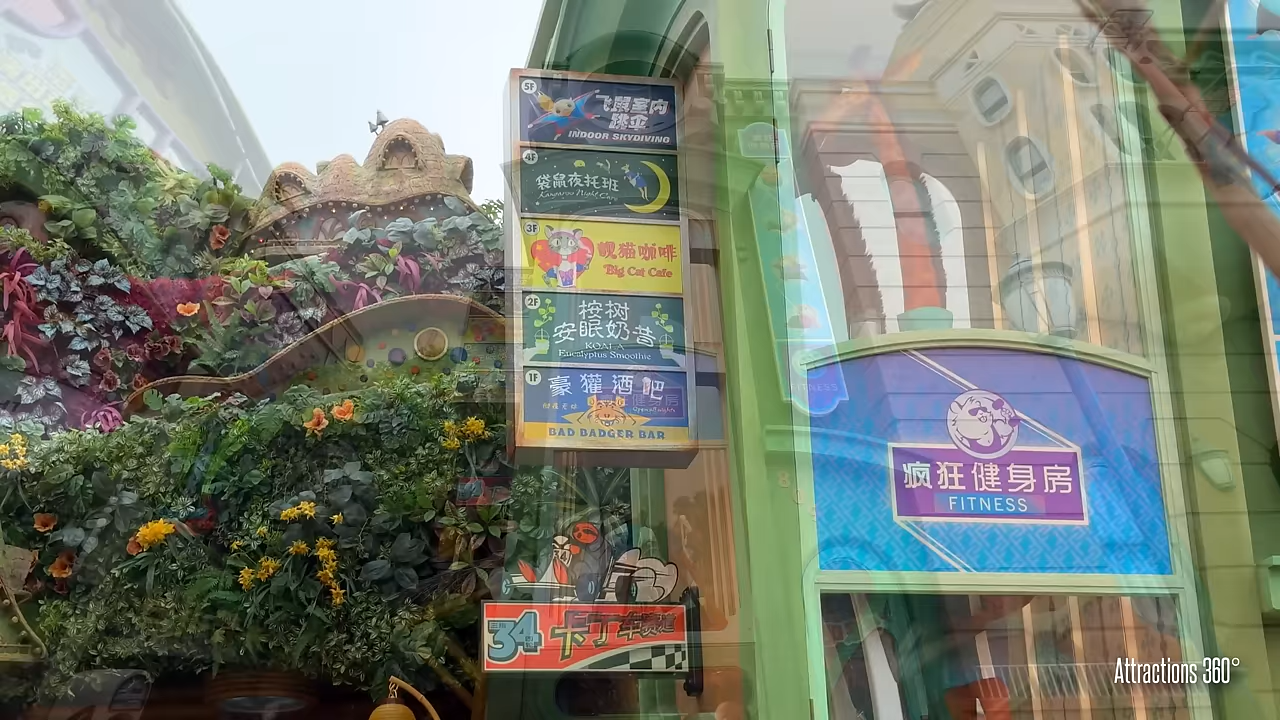 5F
飞鼠室内
跳伞
INDOOR SKYDIVING
4F
袋鼠夜托班
Kangaroo Night Care
3F
靓猫咖啡
Big Cat Cafe
2F
桉树
安眠奶昔
KOALA
Eucalyptus Smoothie
1F
豪獾酒吧
Open all nights
BAD BADGER BAR
34
卡丁车赛道
疯狂健身房
FITNESS
Attractions 360°